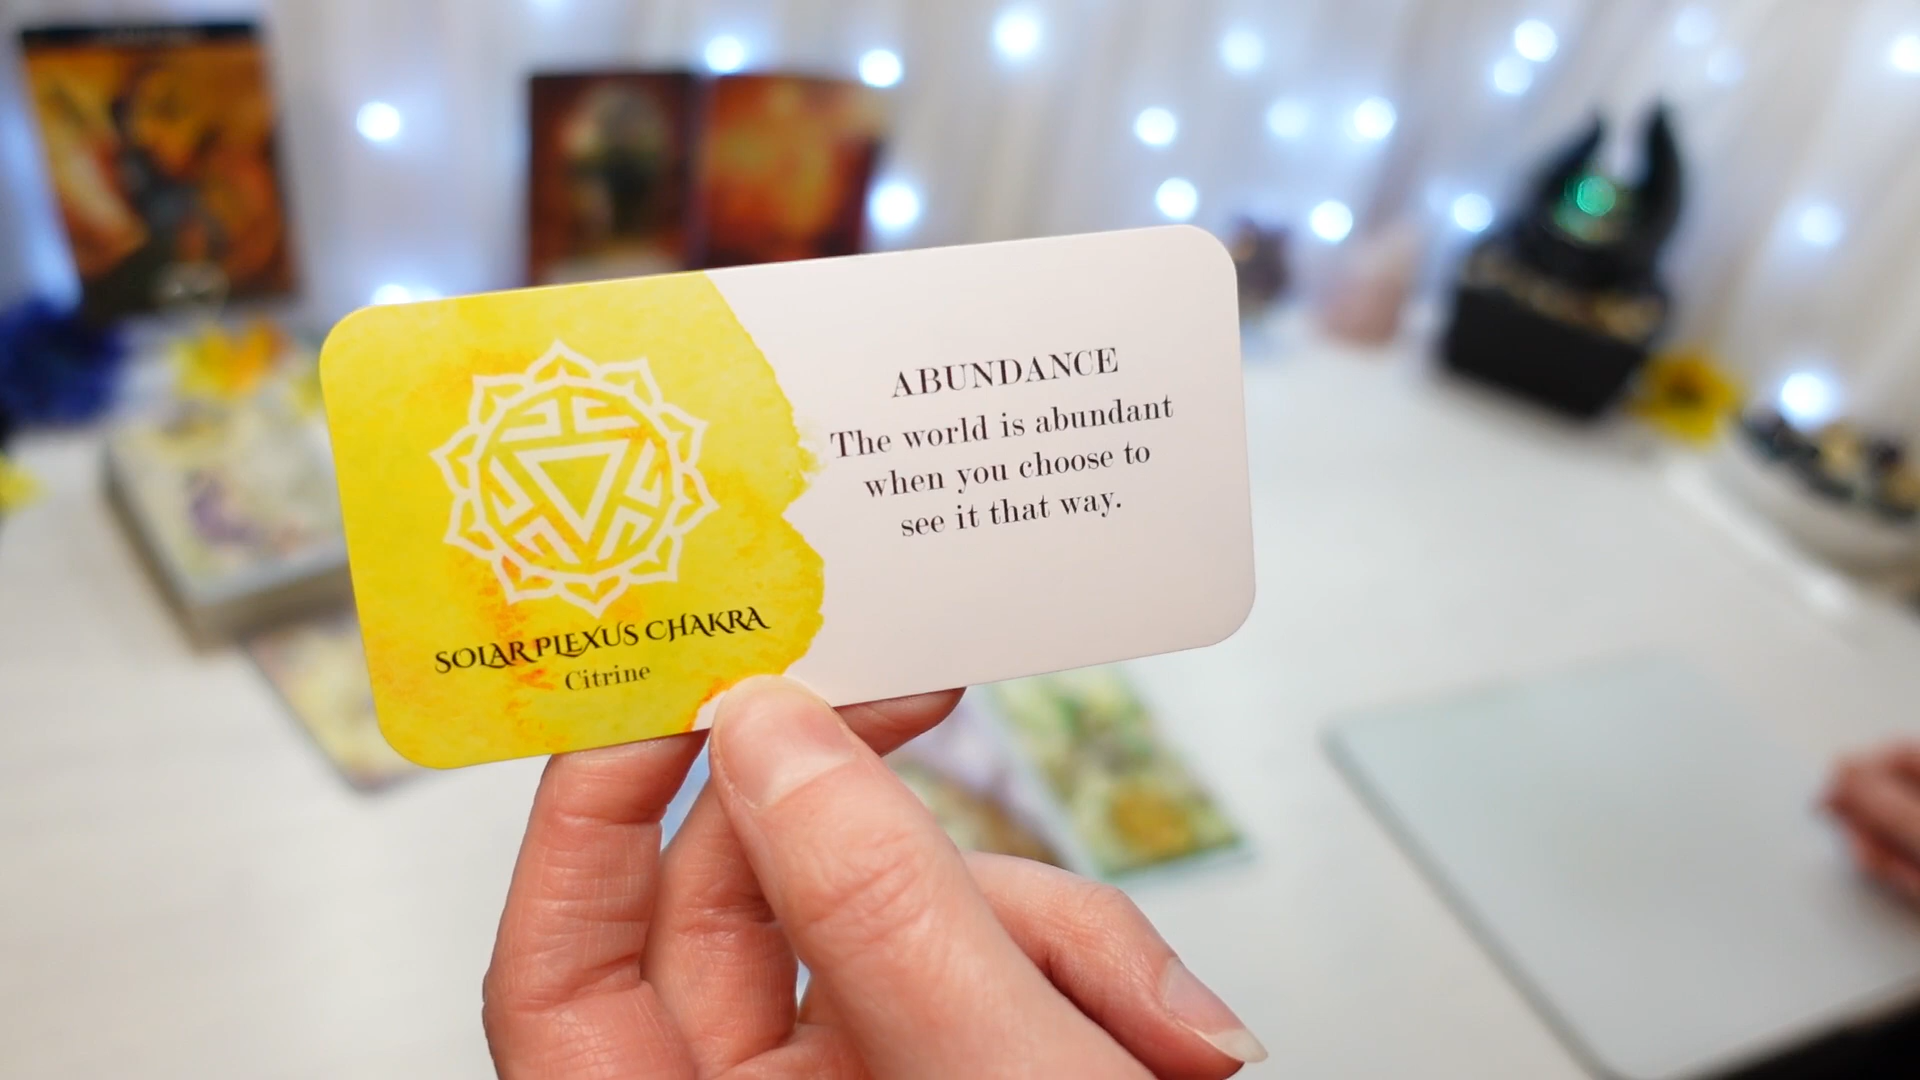 SOLAR PLEXUS CHAKRA
Citrine
ABUNDANCE
The world is abundant
when you choose to
see it that way.